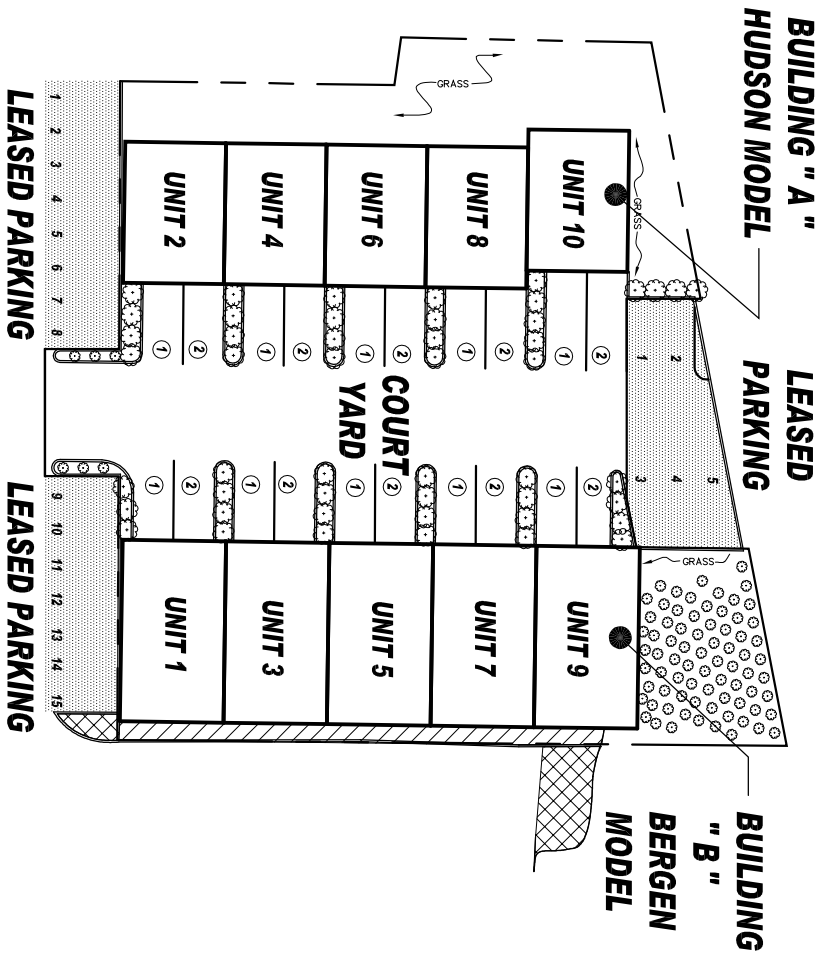 BUILDING " A "
HUDSON MODEL
LEASED
PARKING
BUILDING
" B "
BERGEN
MODEL
5
2 4
1 3
GRASS
GRASS
GRASS
UNIT 10
2 2
1 1
UNIT 9
UNIT 8
2 2
1 1
UNIT 7
COURT
YARD
UNIT 6
2 2
1 1
UNIT 5
UNIT 4
2 2
1 1
UNIT 3
UNIT 2
2 2
1 1
UNIT 1
1 2 3 4 5 6 7 8
9 10 11 12 13 14 15
LEASED PARKING
LEASED PARKING